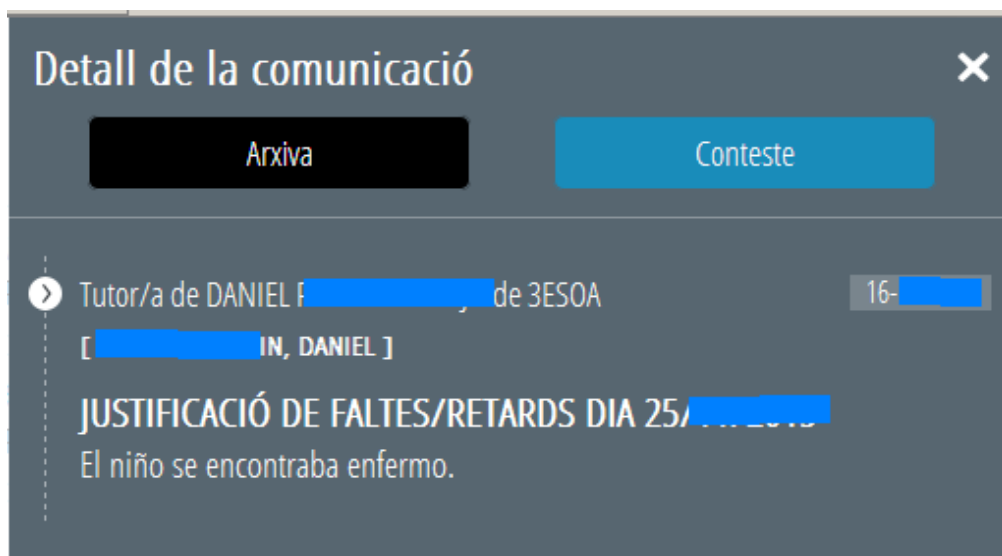 Detall de la comunicació
Arxiva
Conteste
Tutor/a de DANIEL de 3ESOA
16-
[ IN, DANIEL ]
JUSTIFICACIÓ DE FALTES/RETARDS DIA 25/
El niño se encontraba enfermo.